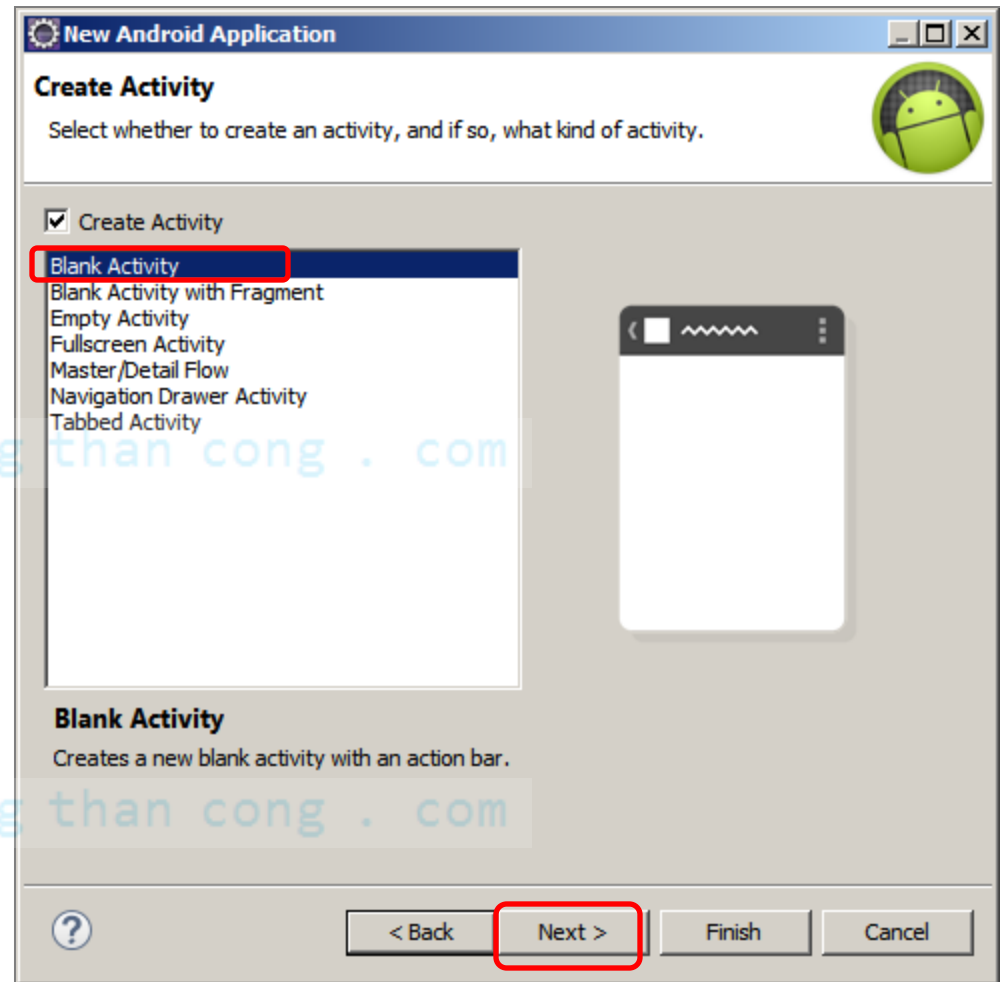 New Android Application
Create Activity
Select whether to create an activity, and if so, what kind of activity.
Create Activity
Blank Activity
Blank Activity with Fragment
Empty Activity
Fullscreen Activity
Master/Detail Flow
Navigation Drawer Activity
Tabbed Activity
g than cong . com
Blank Activity
Creates a new blank activity with an action bar.
g than cong . com
? < Back Next > Finish Cancel